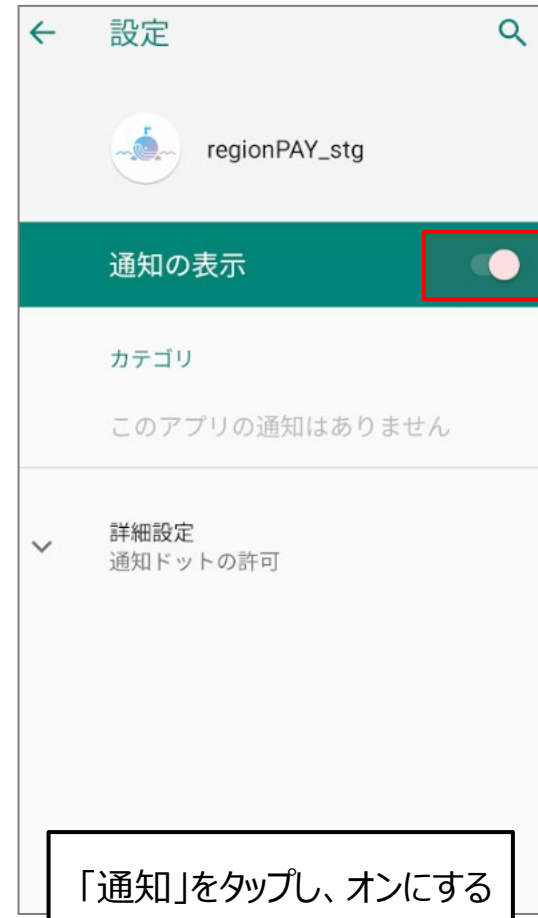 設定
regionPAY_stg
通知の表示
カテゴリ
このアプリの通知はありません
詳細設定
通知ドットの許可
「通知」をタップし、オンにする